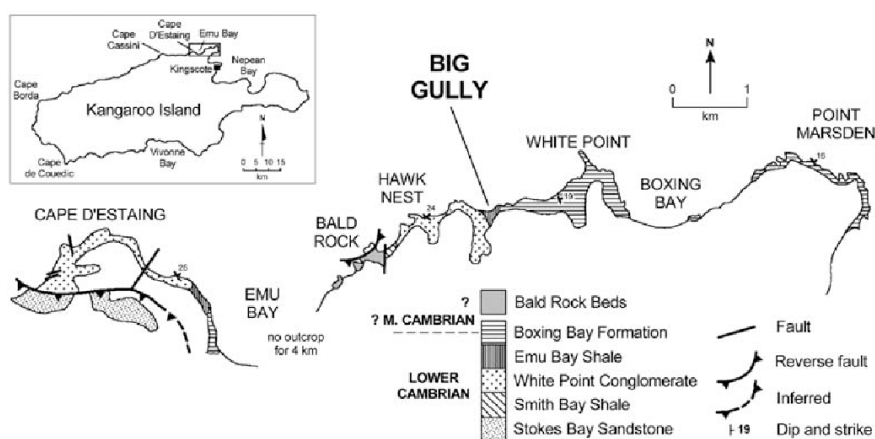 Cape
D'Estaing
Emu Bay
Cape
Cassini
Kingscote
Nepean
Bay
Cape
Borda
Kangaroo Island
N
Vivonne
Bay
Cape
de Couedic
0 5 10 15
km
BIG
GULLY
N
0 1
km
WHITE POINT
POINT
MARSDEN
16
HAWK
NEST
24
19
BOXING
BAY
CAPE D'ESTAING
BALD
ROCK
25
EMU
BAY
no outcrop
for 4 km
?
? M. CAMBRIAN
LOWER
CAMBRIAN
Bald Rock Beds
Boxing Bay Formation
Emu Bay Shale
White Point Conglomerate
Smith Bay Shale
Stokes Bay Sandstone
Fault
Reverse fault
Inferred
19 Dip and strike